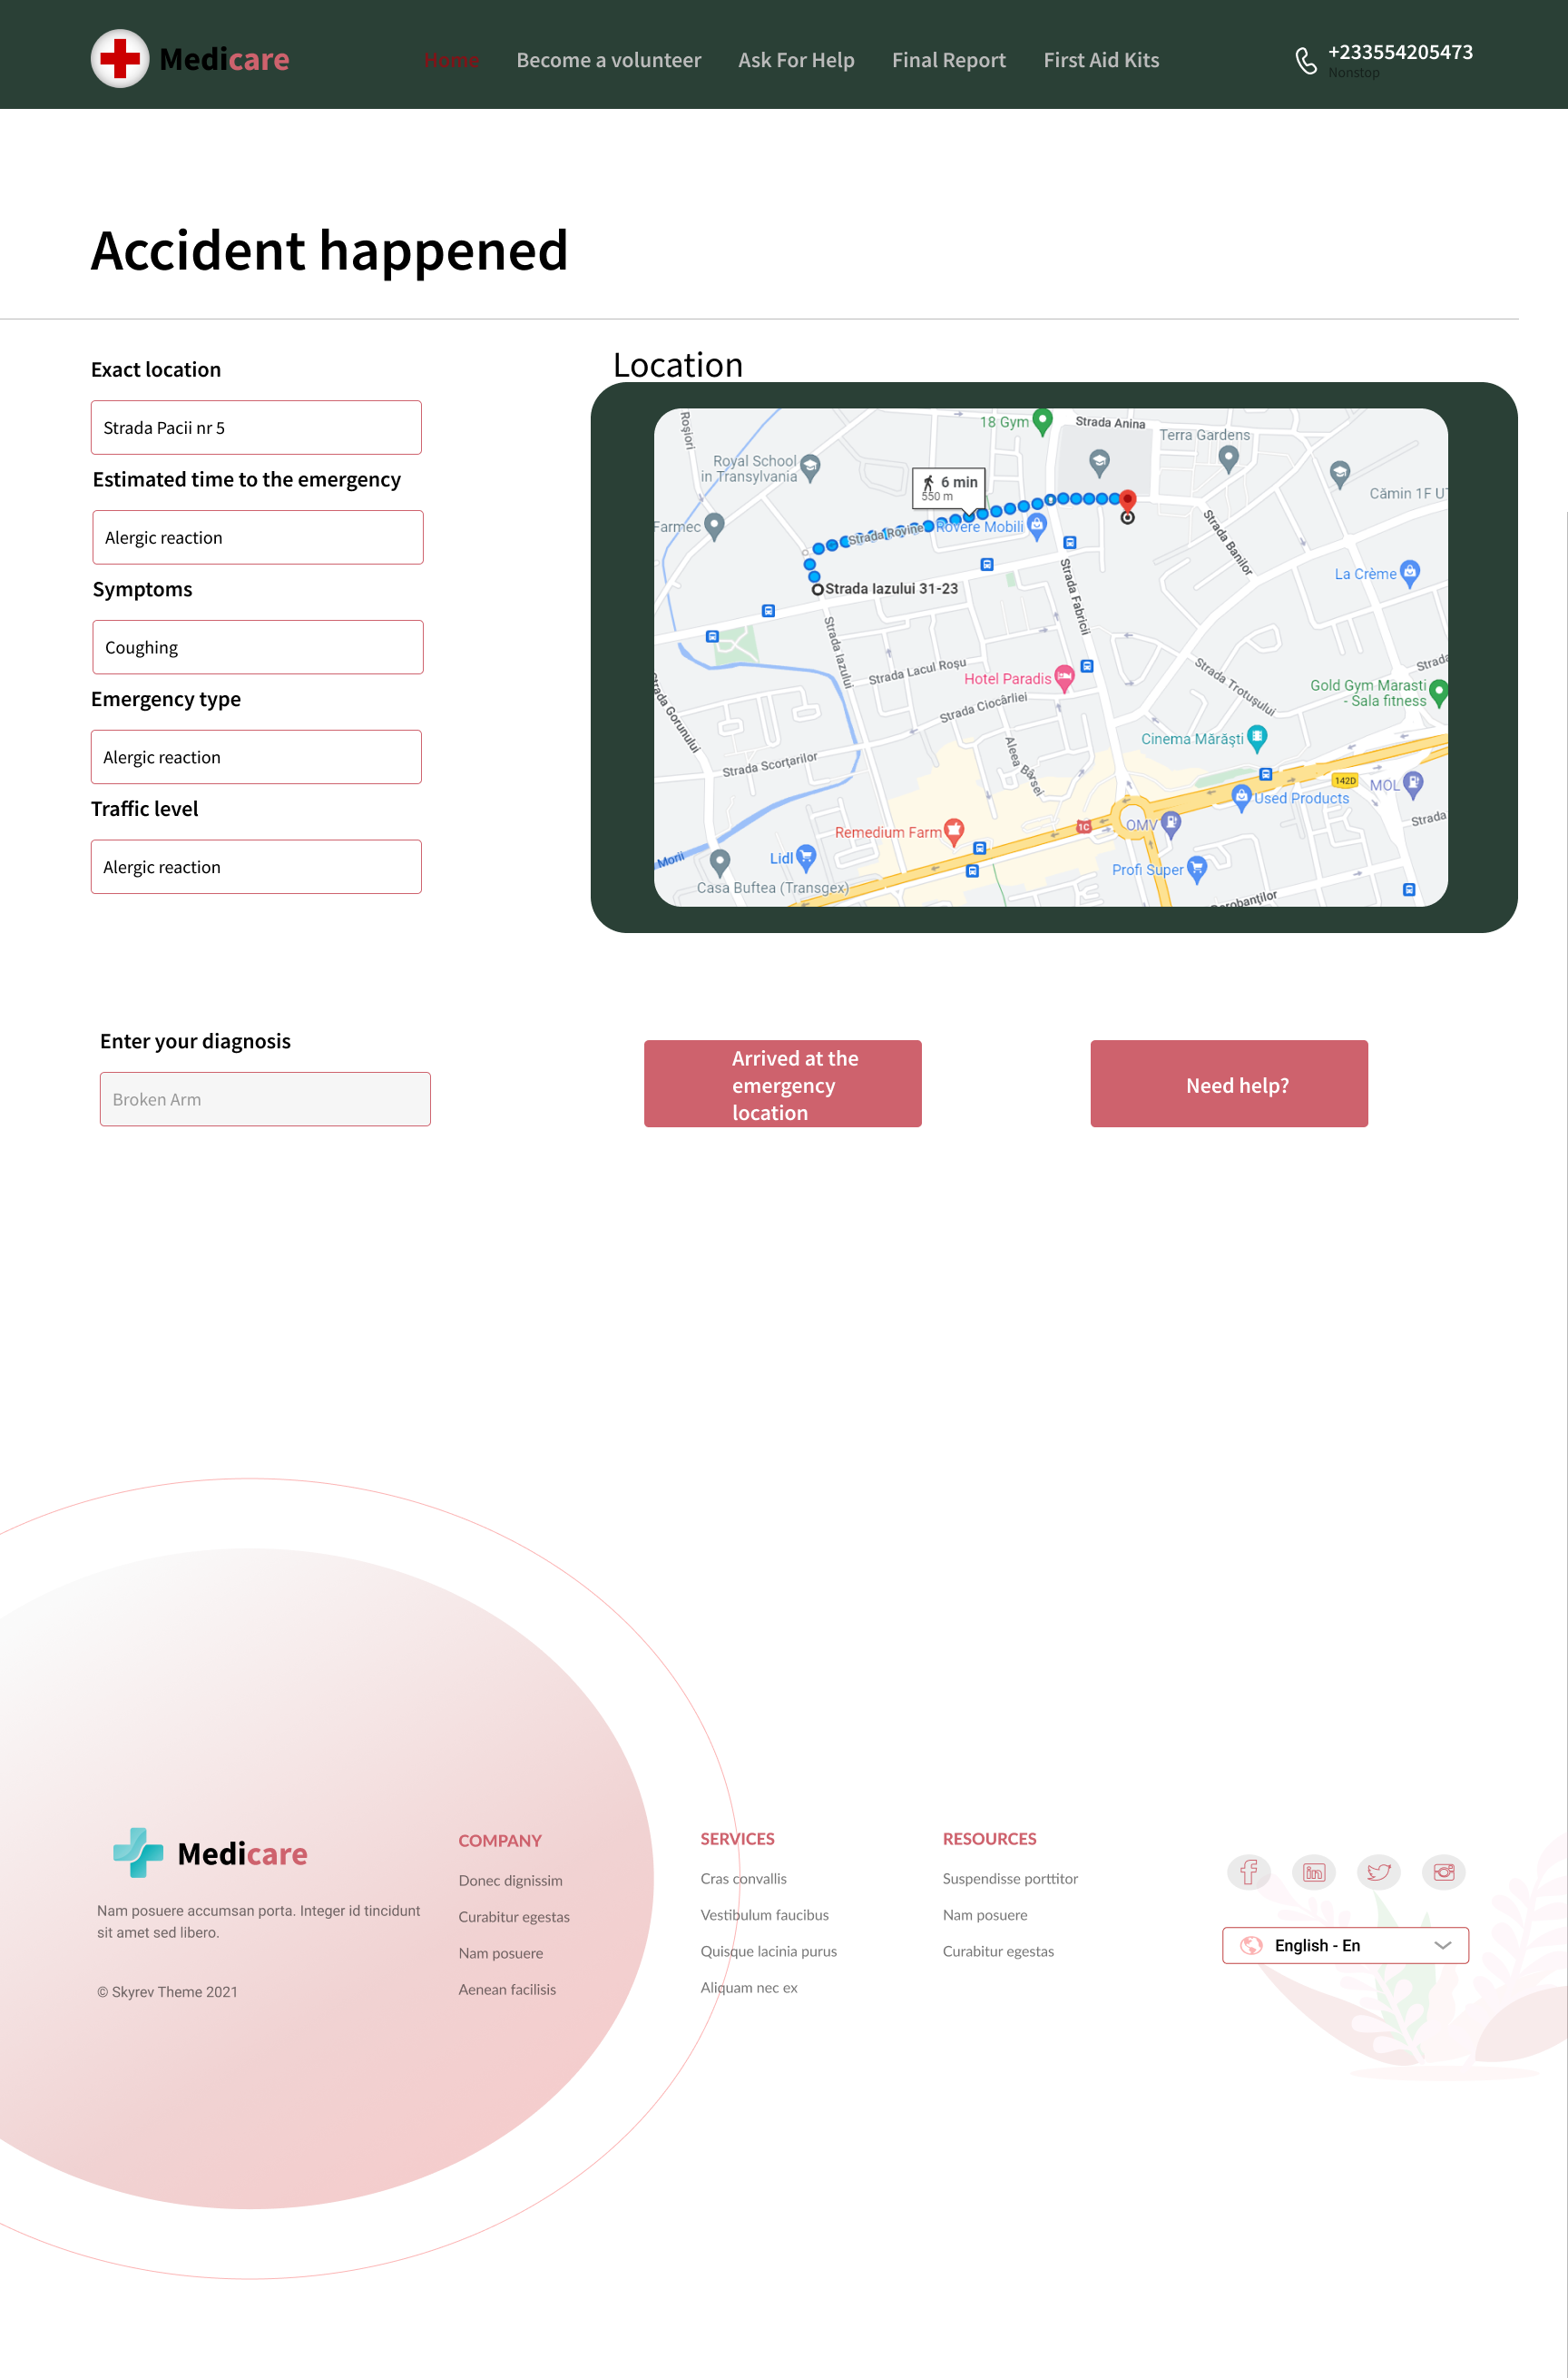 Medicare
Home
Become a volunteer
Ask For Help
Final Report
First Aid Kits
+233554205473
Nonstop
Accident happened
Exact location
Strada Pacii nr 5
Estimated time to the emergency
Alergic reaction
Symptoms
Coughing
Emergency type
Alergic reaction
Traffic level
Alergic reaction
Location
Roșiori
18 Gym
Strada Anina
Terra Gardens
Royal School
in Transylvania
6 min
550 m
Cămin 1F UT
Farmec
Strada Rovine
Rovere Mobili
Strada Banilor
La Crème
Strada Iazului 31-23
Strada Fabricii
Strada Iazului
Strada Lacul Roșu
Hotel Paradis
Strada Trotușului
Strada
Gold Gym Marasti
- Sala fitness
Strada Gorunului
Strada Ciocârliei
Cinema Mărăști
Aleea Bârsei
Strada Scorțarilor
142D
MOL
Used Products
Strada
1C
OMV
Remedium Farm
Lidl
Morii
Profi Super
Casa Buftea (Transgex)
Dorobanților
Enter your diagnosis
Broken Arm
Arrived at the
emergency
location
Need help?
Medicare
Nam posuere accumsan porta. Integer id tincidunt
sit amet sed libero.
© Skyrev Theme 2021
COMPANY
Donec dignissim
Curabitur egestas
Nam posuere
Aenean facilisis
SERVICES
Cras convallis
Vestibulum faucibus
Quisque lacinia purus
Aliquam nec ex
RESOURCES
Suspendisse porttitor
Nam posuere
Curabitur egestas
English - En